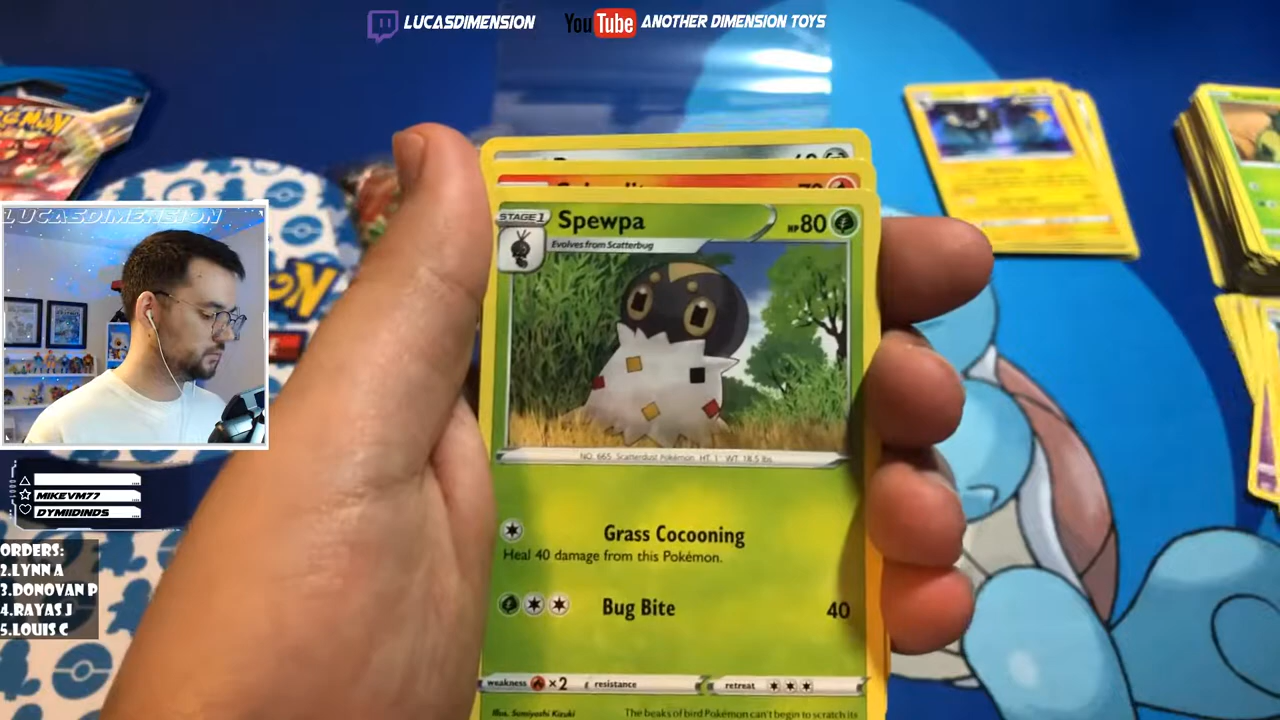 LUCASDIMENSION
YouTube ANOTHER DIMENSION TOYS
LUCASDIMENSION
STAGE 1 Spewpa HP 80
Evolves from Scatterbug
NO. 665 Scatterdust Pokémon HT. 1' WT. 18.5 lbs.
Grass Cocooning
Heal 40 damage from this Pokémon.
Bug Bite 40
weakness ×2 resistance retreat
Illus. Sumiyoshi Kizuki The beaks of bird Pokémon can't begin to scratch its
MIKEVM77
DYMIIDINDS
ORDERS:
2.LYNN A
3.DONOVAN P
4.RAYAS J
5.LOUIS C